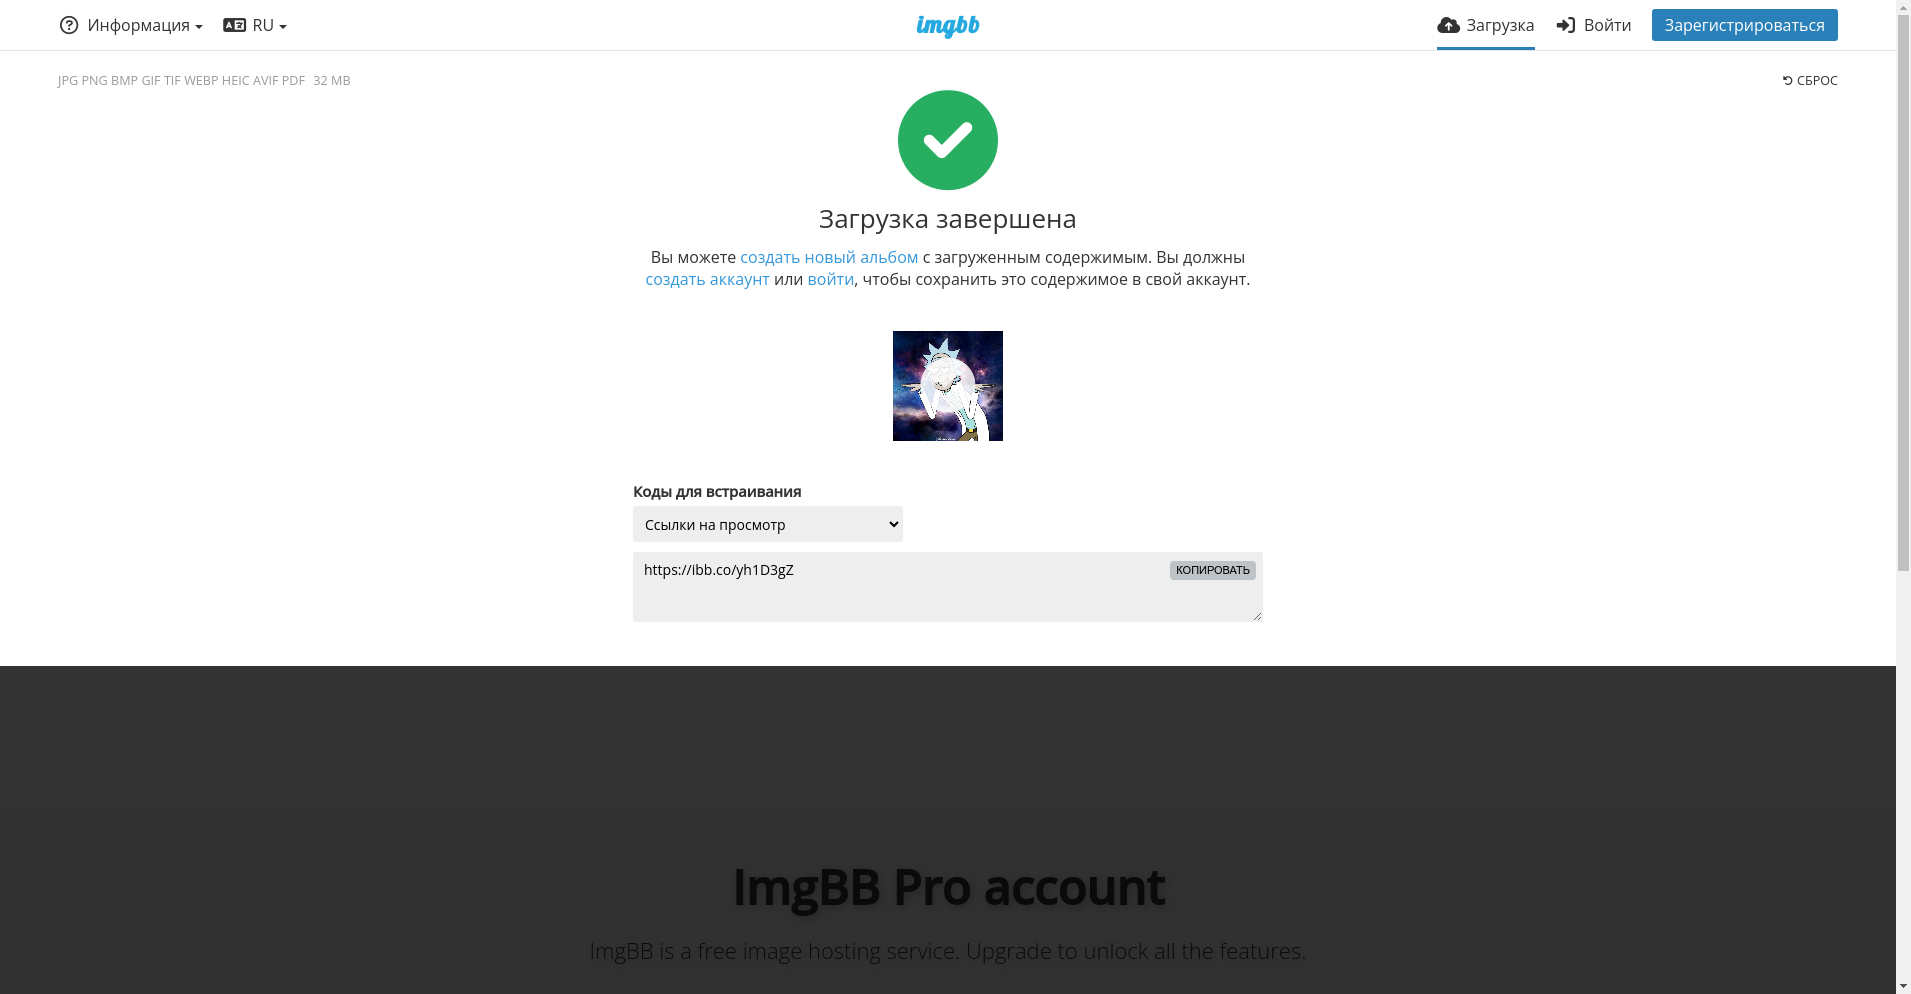 Информация RU imgbb Загрузка Войти Зарегистрироваться
JPG PNG BMP GIF TIF WEBP HEIC AVIF PDF 32 MB СБРОС
Загрузка завершена
Вы можете создать новый альбом с загруженным содержимым. Вы должны
создать аккаунт или войти, чтобы сохранить это содержимое в свой аккаунт.
Коды для встраивания
Ссылки на просмотр
https://ibb.co/yh1D3gZ КОПИРОВАТЬ
ImgBB Pro account
ImgBB is a free image hosting service. Upgrade to unlock all the features.